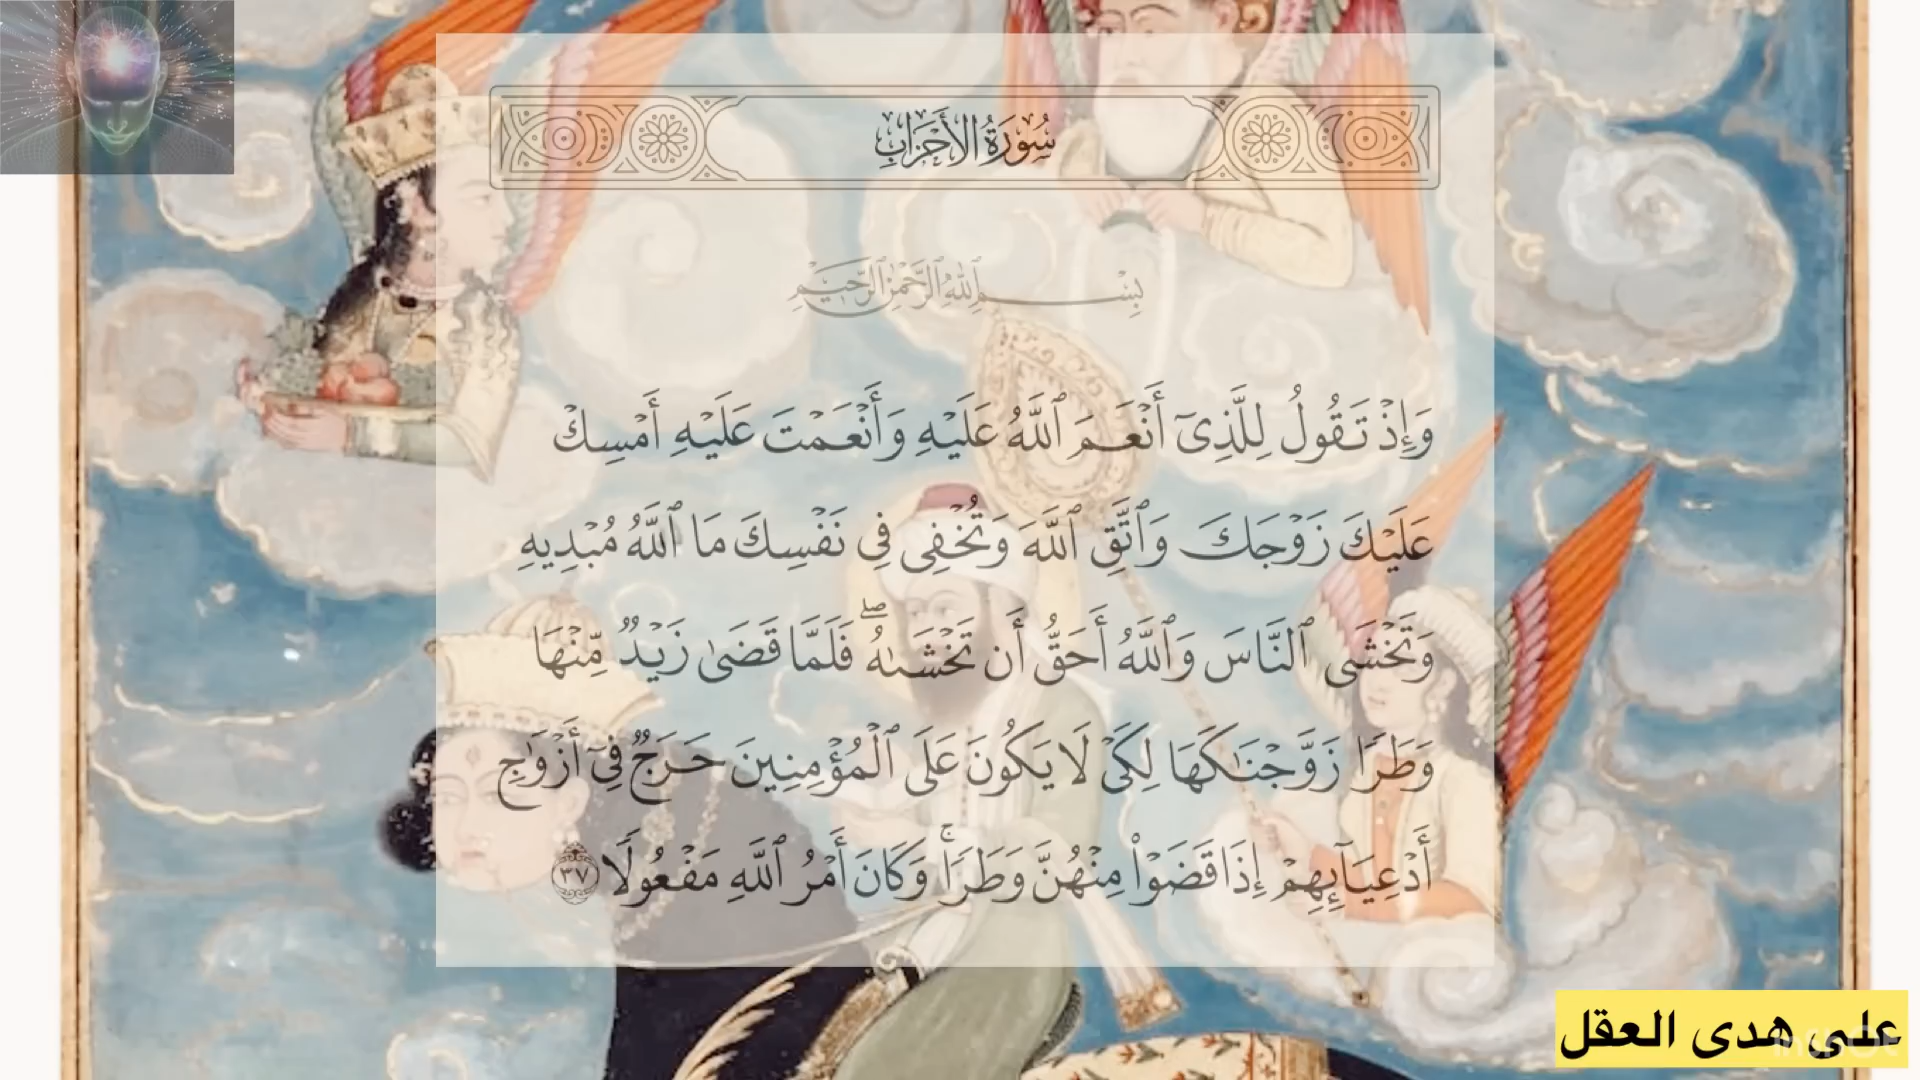 سُورَةُ الأَحْزَابِ
بِسْمِ ٱللَّهِ ٱلرَّحْمَٰنِ ٱلرَّحِيمِ
وَإِذْ تَقُولُ لِلَّذِىٓ أَنْعَمَ ٱللَّهُ عَلَيْهِ وَأَنْعَمْتَ عَلَيْهِ أَمْسِكْ
عَلَيْكَ زَوْجَكَ وَٱتَّقِ ٱللَّهَ وَتُخْفِى فِى نَفْسِكَ مَا ٱللَّهُ مُبْدِيهِ
وَتَخْشَى ٱلنَّاسَ وَٱللَّهُ أَحَقُّ أَن تَخْشَىٰهُ ۖ فَلَمَّا قَضَىٰ زَيْدٌ مِّنْهَا
وَطَرًا زَوَّجْنَٰكَهَا لِكَىْ لَا يَكُونَ عَلَى ٱلْمُؤْمِنِينَ حَرَجٌ فِىٓ أَزْوَٰجِ
أَدْعِيَآئِهِمْ إِذَا قَضَوْا۟ مِنْهُنَّ وَطَرًا ۚ وَكَانَ أَمْرُ ٱللَّهِ مَفْعُولًا ٣٧
على هدى العقل